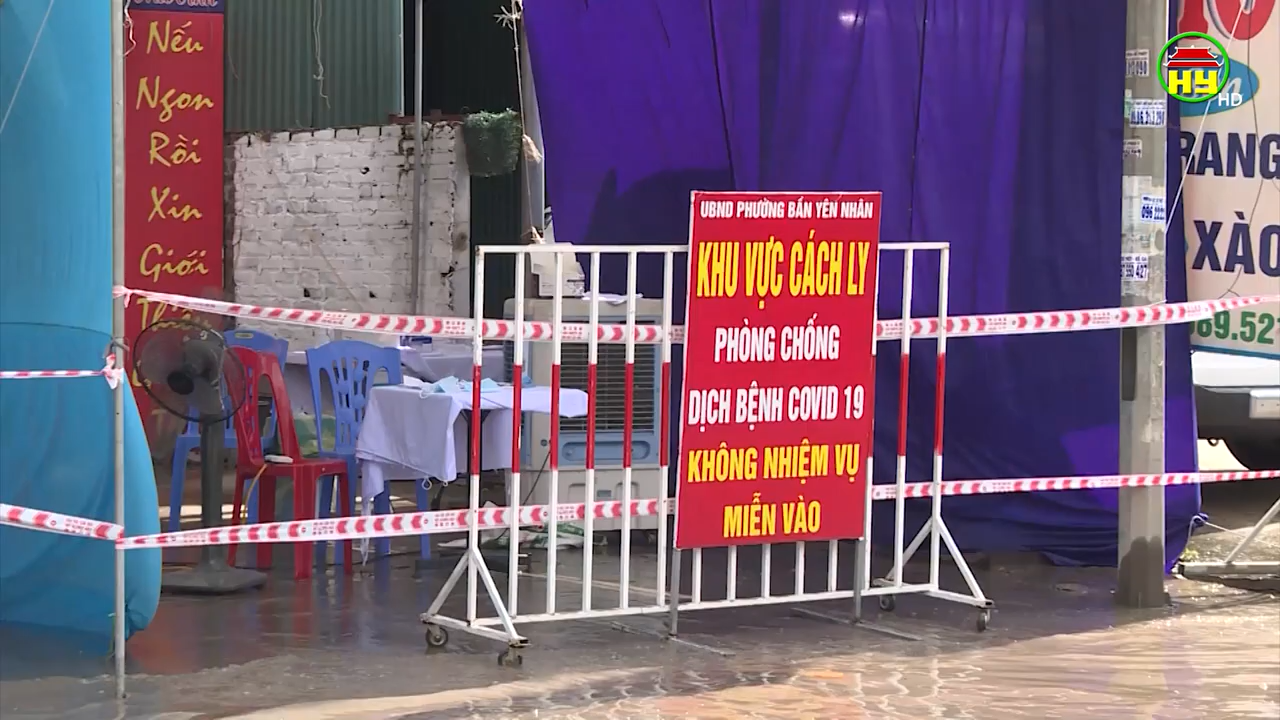 Nếu
Ngon
Rồi
Xin
Giới
HY
HD
UBND PHƯỜNG BẦN YÊN NHÂN
KHU VỰC CÁCH LY
PHÒNG CHỐNG
DỊCH BỆNH COVID 19
KHÔNG NHIỆM VỤ
MIỄN VÀO
RANG
XÀO
089.52